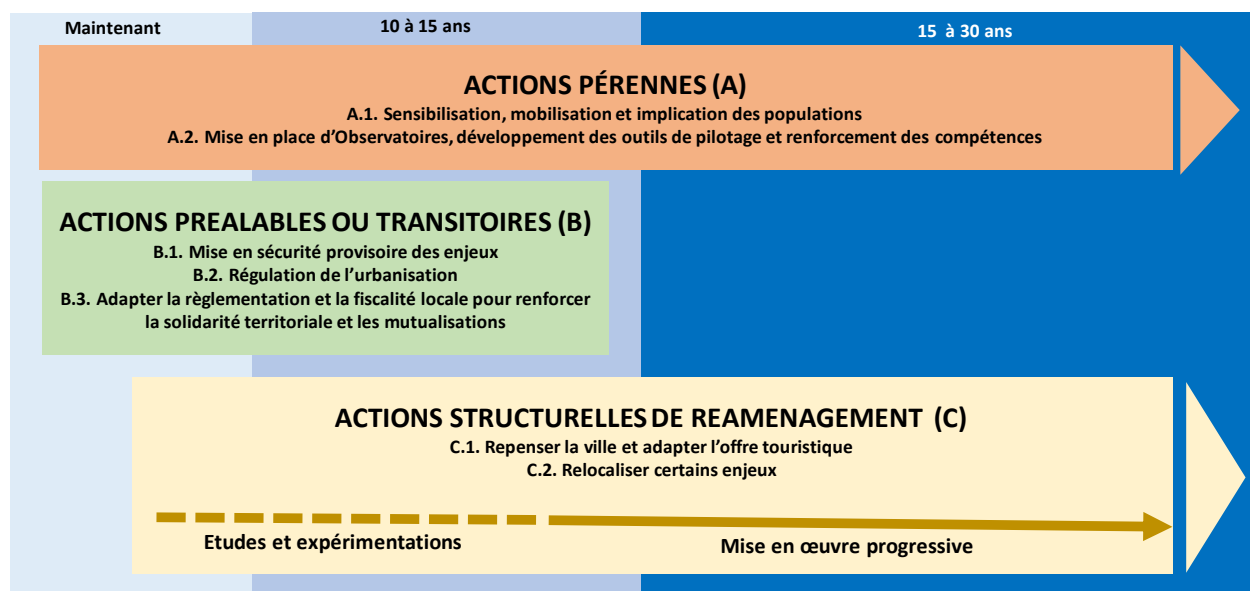 Maintenant
10 à 15 ans
15 à 30 ans
ACTIONS PÉRENNES (A)
A.1. Sensibilisation, mobilisation et implication des populations
A.2. Mise en place d’Observatoires, développement des outils de pilotage et renforcement des compétences
ACTIONS PREALABLES OU TRANSITOIRES (B)
B.1. Mise en sécurité provisoire des enjeux
B.2. Régulation de l’urbanisation
B.3. Adapter la règlementation et la fiscalité locale pour renforcer
la solidarité territoriale et les mutualisations
ACTIONS STRUCTURELLES DE REAMENAGEMENT (C)
C.1. Repenser la ville et adapter l’offre touristique
C.2. Relocaliser certains enjeux
Etudes et expérimentations
Mise en œuvre progressive